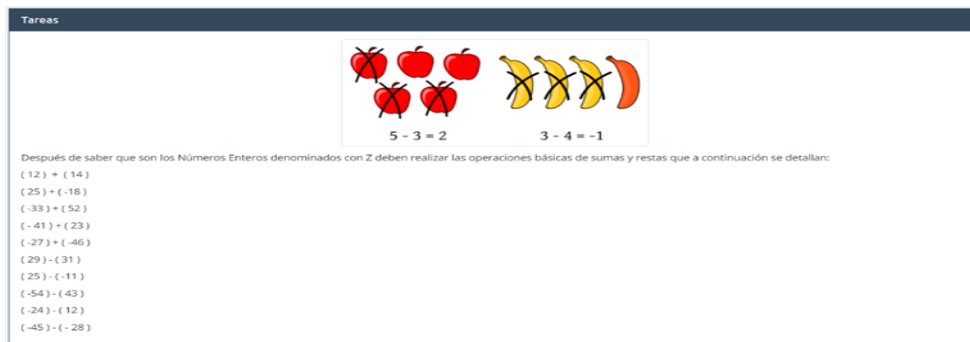 Tareas
5 - 3 = 2 3 - 4 = -1
Después de saber que son los Números Enteros denominados con Z deben realizar las operaciones básicas de sumas y restas que a continuación se detallan:
( 12 ) + ( 14 )
( 25 ) + ( -18 )
( -33 ) + ( 52 )
( - 41 ) + ( 23 )
( -27 ) + ( -46 )
( 29 ) - ( 31 )
( 25 ) - ( -11 )
( -54 ) - ( 43 )
( -24 ) - ( 12 )
( -45 ) - ( - 28 )